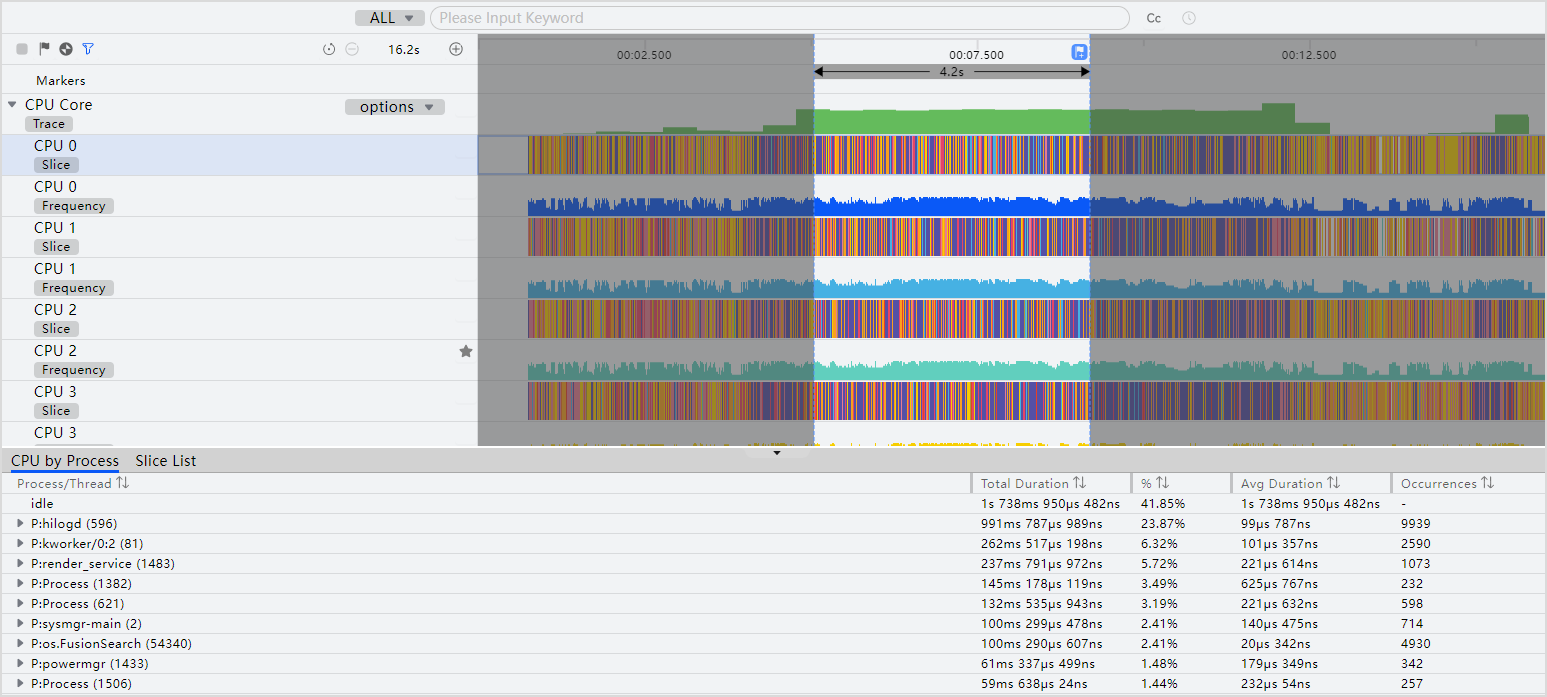 ALL Please Input Keyword Cc
16.2s 00:02.500 00:07.500 00:12.500
Markers 4.2s
CPU Core options
Trace
CPU 0
Slice
CPU 0
Frequency
CPU 1
Slice
CPU 1
Frequency
CPU 2
Slice
CPU 2
Frequency
CPU 3
Slice
CPU 3
CPU by Process Slice List
Process/Thread Total Duration % Avg Duration Occurrences
idle 1s 738ms 950μs 482ns 41.85% 1s 738ms 950μs 482ns -
P:hilogd (596) 991ms 787μs 989ns 23.87% 99μs 787ns 9939
P:kworker/0:2 (81) 262ms 517μs 198ns 6.32% 101μs 357ns 2590
P:render_service (1483) 237ms 791μs 972ns 5.72% 221μs 614ns 1073
P:Process (1382) 145ms 178μs 119ns 3.49% 625μs 767ns 232
P:Process (621) 132ms 535μs 943ns 3.19% 221μs 632ns 598
P:sysmgr-main (2) 100ms 299μs 478ns 2.41% 140μs 475ns 714
P:os.FusionSearch (54340) 100ms 290μs 607ns 2.41% 20μs 342ns 4930
P:powermgr (1433) 61ms 337μs 499ns 1.48% 179μs 349ns 342
P:Process (1506) 59ms 638μs 24ns 1.44% 232μs 54ns 257